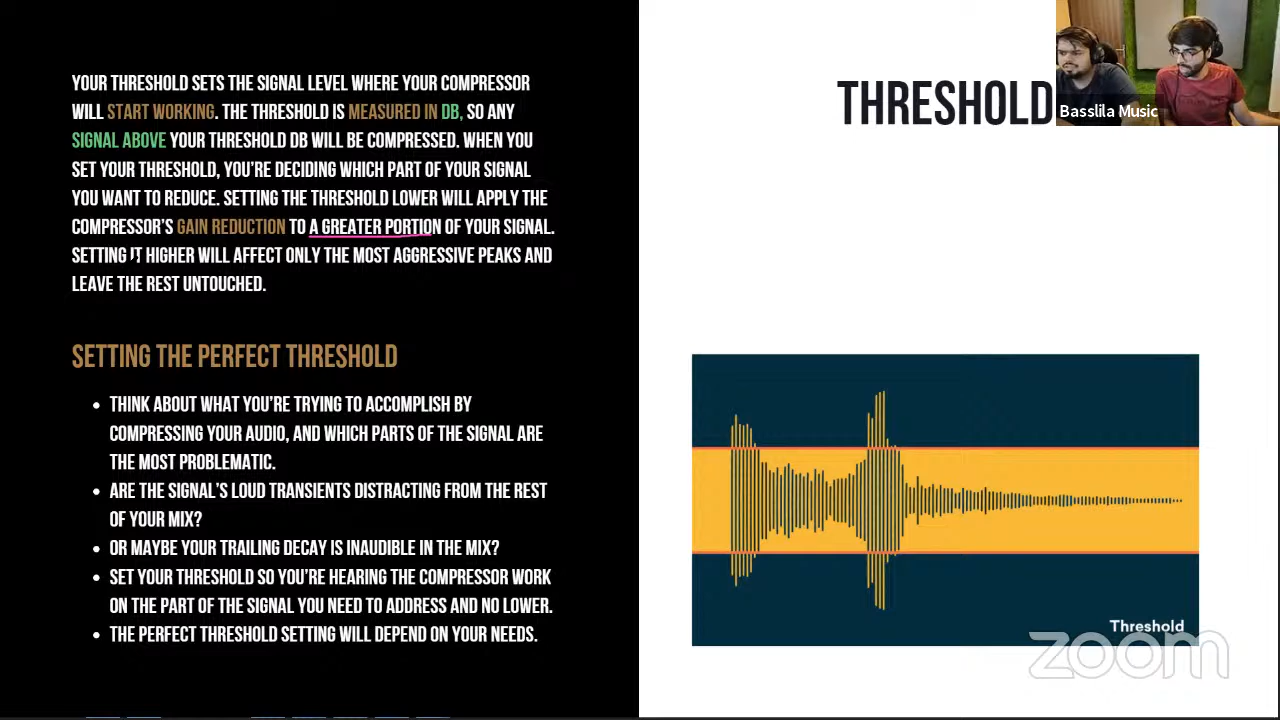 YOUR THRESHOLD SETS THE SIGNAL LEVEL WHERE YOUR COMPRESSOR
WILL START WORKING. THE THRESHOLD IS MEASURED IN DB, SO ANY
SIGNAL ABOVE YOUR THRESHOLD DB WILL BE COMPRESSED. WHEN YOU
SET YOUR THRESHOLD, YOU'RE DECIDING WHICH PART OF YOUR SIGNAL
YOU WANT TO REDUCE. SETTING THE THRESHOLD LOWER WILL APPLY THE
COMPRESSOR'S GAIN REDUCTION TO A GREATER PORTION OF YOUR SIGNAL.
SETTING IT HIGHER WILL AFFECT ONLY THE MOST AGGRESSIVE PEAKS AND
LEAVE THE REST UNTOUCHED.
SETTING THE PERFECT THRESHOLD
• THINK ABOUT WHAT YOU'RE TRYING TO ACCOMPLISH BY
COMPRESSING YOUR AUDIO, AND WHICH PARTS OF THE SIGNAL ARE
THE MOST PROBLEMATIC.
• ARE THE SIGNAL'S LOUD TRANSIENTS DISTRACTING FROM THE REST
OF YOUR MIX?
• OR MAYBE YOUR TRAILING DECAY IS INAUDIBLE IN THE MIX?
• SET YOUR THRESHOLD SO YOU'RE HEARING THE COMPRESSOR WORK
ON THE PART OF THE SIGNAL YOU NEED TO ADDRESS AND NO LOWER.
• THE PERFECT THRESHOLD SETTING WILL DEPEND ON YOUR NEEDS.
THRESHOLD
Basslila Music
Threshold
zoom